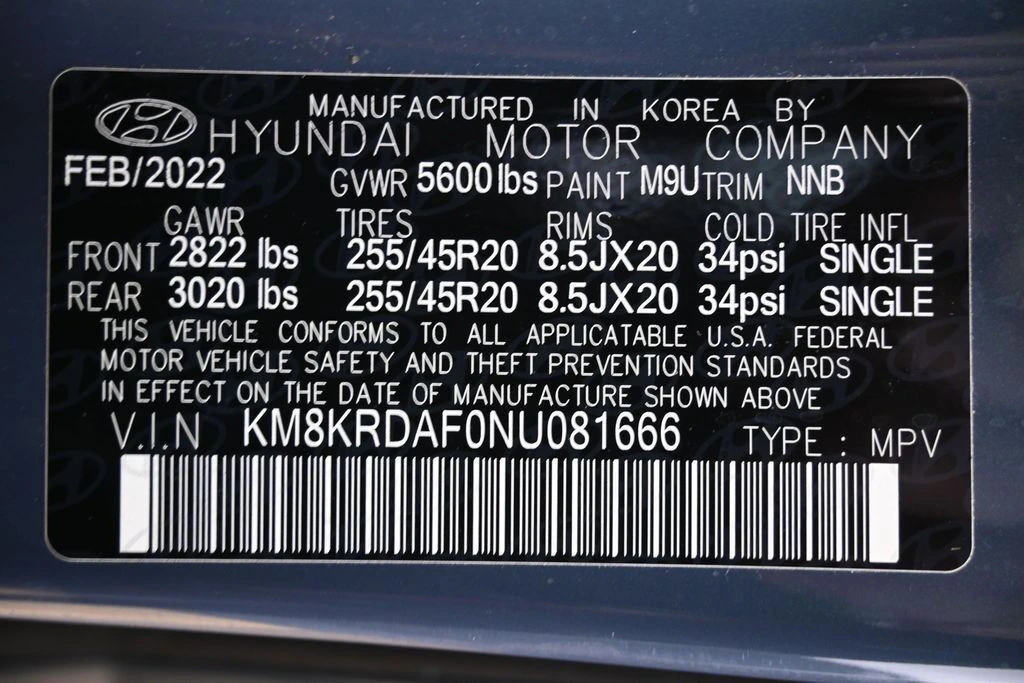 MANUFACTURED IN KOREA BY
HYUNDAI MOTOR COMPANY
FEB/2022 GVWR 5600lbs PAINT M9U TRIM NNB
GAWR TIRES RIMS COLD TIRE INFL
FRONT 2822 lbs 255/45R20 8.5JX20 34psi SINGLE
REAR 3020 lbs 255/45R20 8.5JX20 34psi SINGLE
THIS VEHICLE CONFORMS TO ALL APPLICATABLE U.S.A. FEDERAL
MOTOR VEHICLE SAFETY AND THEFT PREVENTION STANDARDS
IN EFFECT ON THE DATE OF MANUFACTURE SHOWN ABOVE
V.I.N KM8KRDAF0NU081666 TYPE : MPV